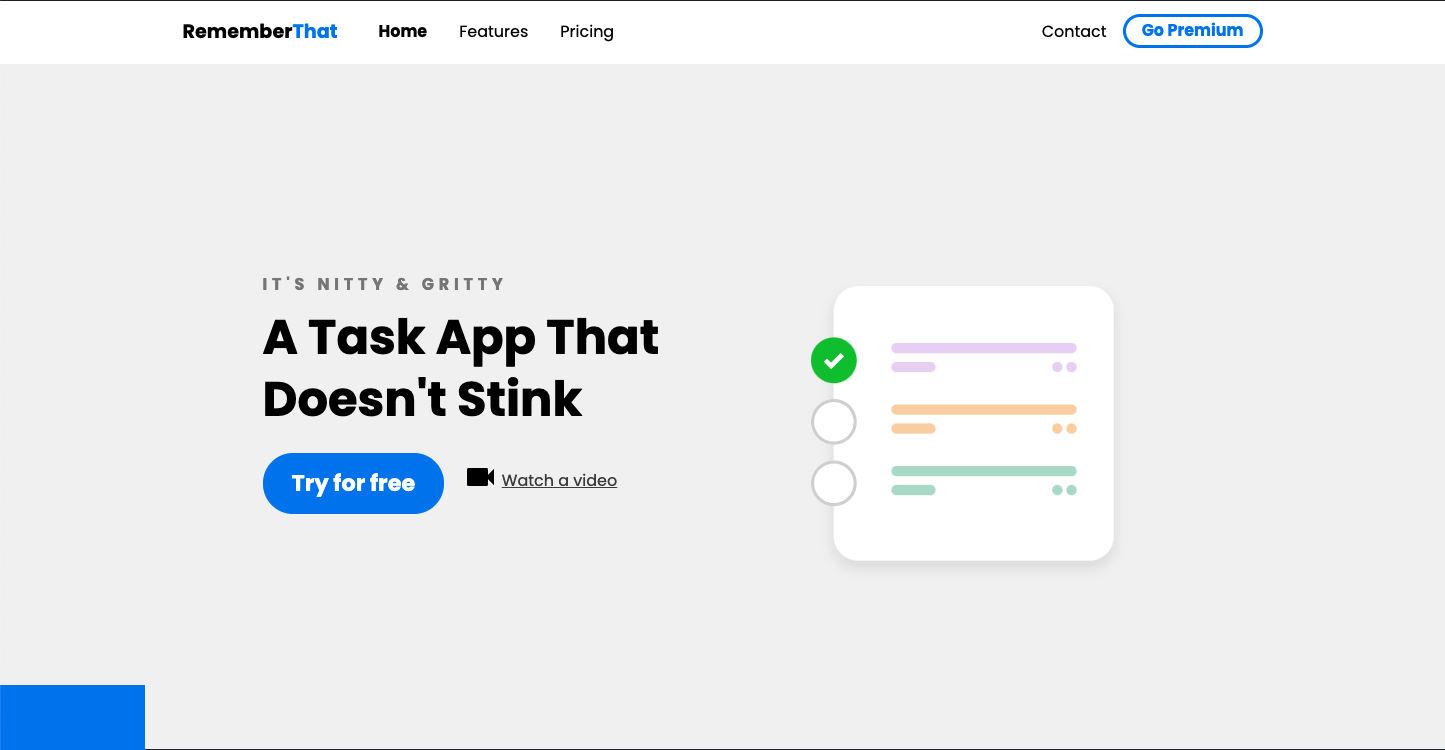 RememberThat Home Features Pricing Contact Go Premium
IT'S NITTY & GRITTY
A Task App That
Doesn't Stink
Try for free Watch a video